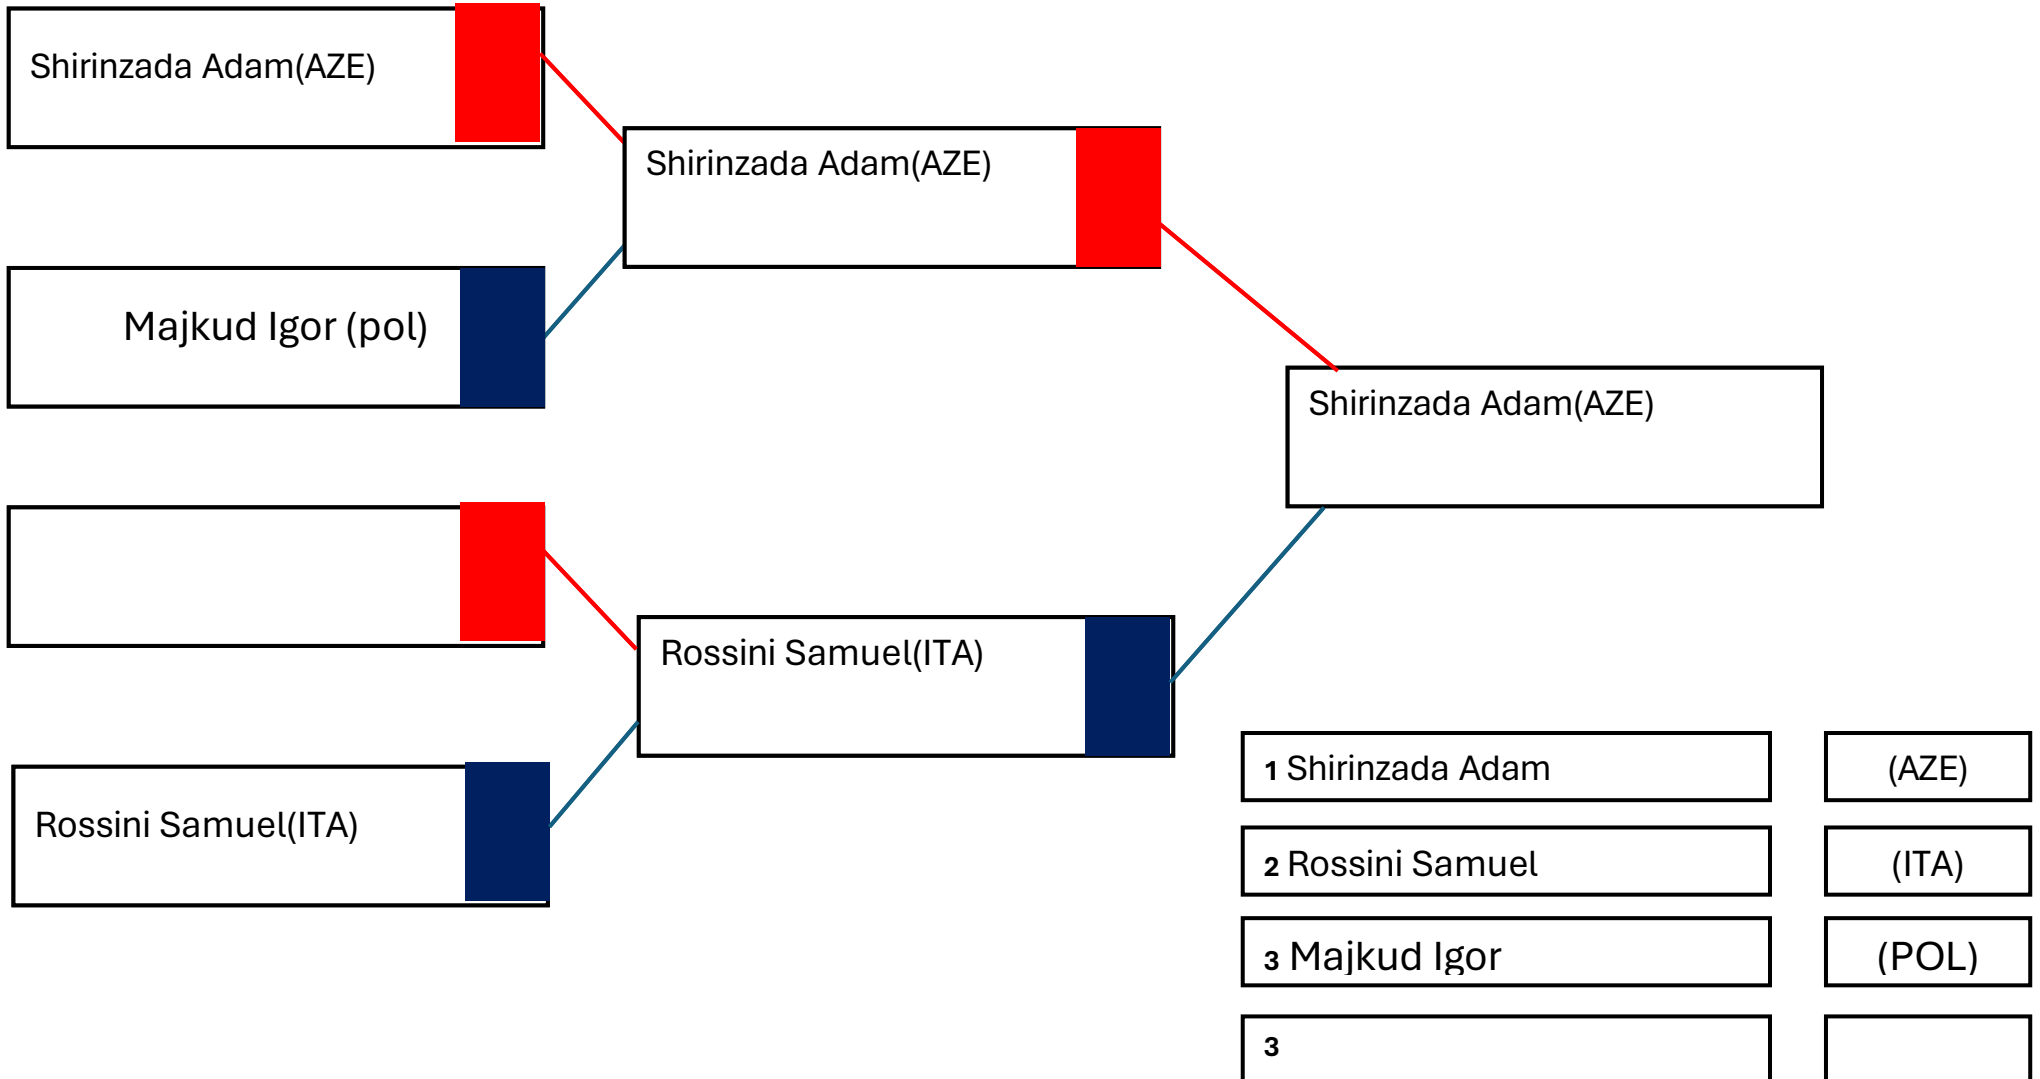 Shirinzada Adam(AZE)
Shirinzada Adam(AZE)
Majkud Igor (pol)
Shirinzada Adam(AZE)
Rossini Samuel(ITA)
Rossini Samuel(ITA)
1 Shirinzada Adam (AZE)
2 Rossini Samuel (ITA)
3 Majkud Igor (POL)
3